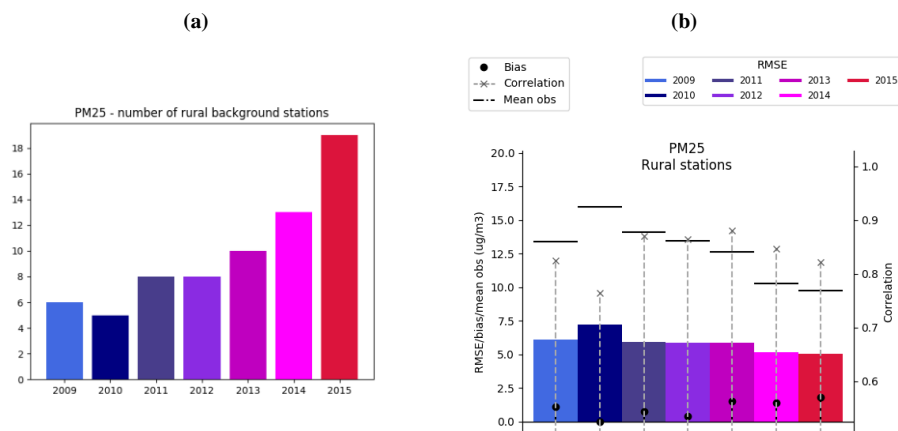 (a)
(b)
PM25 - number of rural background stations
18
16
14
12
10
8
6
4
2
0
2009 2010 2011 2012 2013 2014 2015
Bias
Correlation
Mean obs
RMSE
2009 2011 2013 2015
2010 2012 2014
PM25
Rural stations
RMSE/bias/mean obs (ug/m3)
20.0
17.5
15.0
12.5
10.0
7.5
5.0
2.5
0.0
1.0
0.9
0.8
0.7
0.6
Correlation